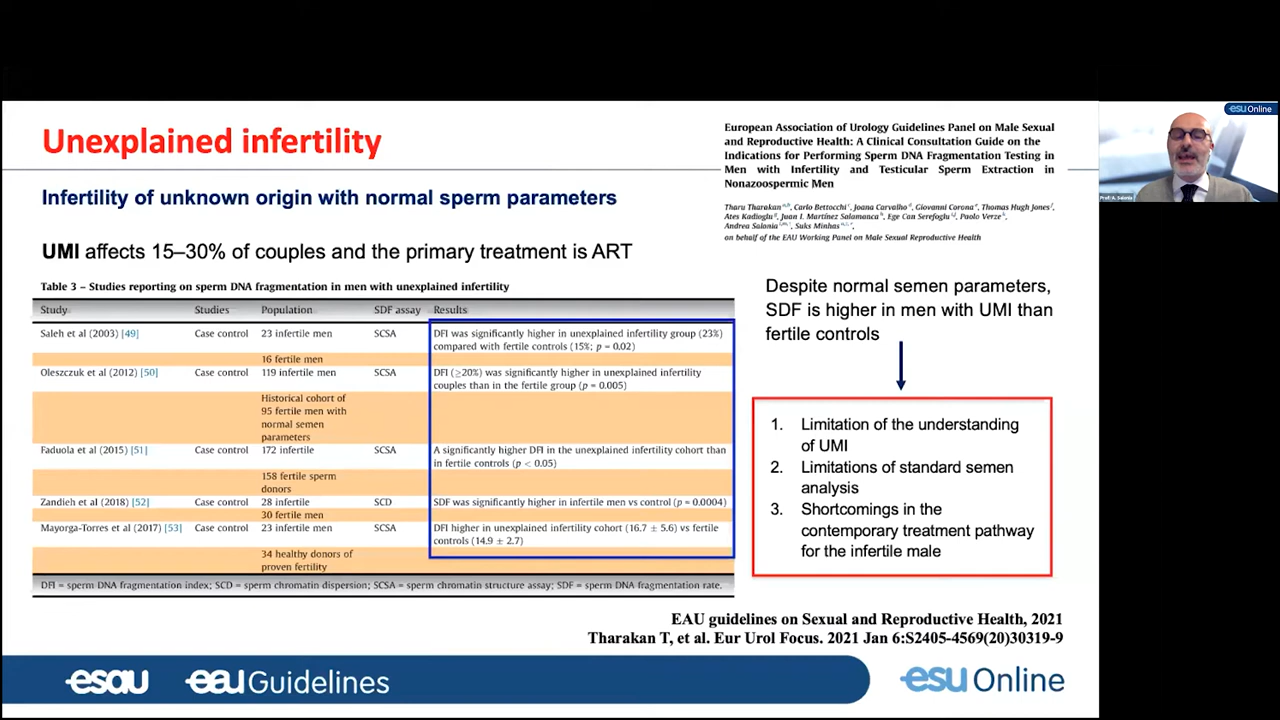 Unexplained infertility
Infertility of unknown origin with normal sperm parameters
UMI affects 15–30% of couples and the primary treatment is ART
European Association of Urology Guidelines Panel on Male Sexual
and Reproductive Health: A Clinical Consultation Guide on the
Indications for Performing Sperm DNA Fragmentation Testing in
Men with Infertility and Testicular Sperm Extraction in
Nonazoospermic Men
Tharu Tharakan, Carlo Bettocchi, Joana Carvalho, Giovanni Corona, Thomas Hugh Jones,
Ates Kadioglu, Juan I. Martínez Salamanca, Ege Can Serefoglu, Paolo Verze,
Andrea Salonia, Suks Minhas,
on behalf of the EAU Working Panel on Male Sexual Reproductive Health
esu Online
Prof. A. Salonia
Table 3 – Studies reporting on sperm DNA fragmentation in men with unexplained infertility
Study Studies Population SDF assay Results
Saleh et al (2003) [49] Case control 23 infertile men SCSA DFI was significantly higher in unexplained infertility group (23%)
compared with fertile controls (15%; p = 0.02)
16 fertile men
Oleszczuk et al (2012) [50] Case control 119 infertile men SCSA DFI (≥20%) was significantly higher in unexplained infertility
couples than in the fertile group (p = 0.005)
Historical cohort of
95 fertile men with
normal semen
parameters
Faduola et al (2015) [51] Case control 172 infertile SCSA A significantly higher DFI in the unexplained infertility cohort than
in fertile controls (p < 0.05)
158 fertile sperm
donors
Zandieh et al (2018) [52] Case control 28 infertile SCD SDF was significantly higher in infertile men vs control (p = 0.0004)
30 fertile men
Mayorga-Torres et al (2017) [53] Case control 23 infertile men SCSA DFI higher in unexplained infertility cohort (16.7 ± 5.6) vs fertile
controls (14.9 ± 2.7)
34 healthy donors of
proven fertility
DFI = sperm DNA fragmentation index; SCD = sperm chromatin dispersion; SCSA = sperm chromatin structure assay; SDF = sperm DNA fragmentation rate.
Despite normal semen parameters,
SDF is higher in men with UMI than
fertile controls
1. Limitation of the understanding
of UMI
2. Limitations of standard semen
analysis
3. Shortcomings in the
contemporary treatment pathway
for the infertile male
EAU guidelines on Sexual and Reproductive Health, 2021
Tharakan T, et al. Eur Urol Focus. 2021 Jan 6:S2405-4569(20)30319-9
esau eau Guidelines esu Online